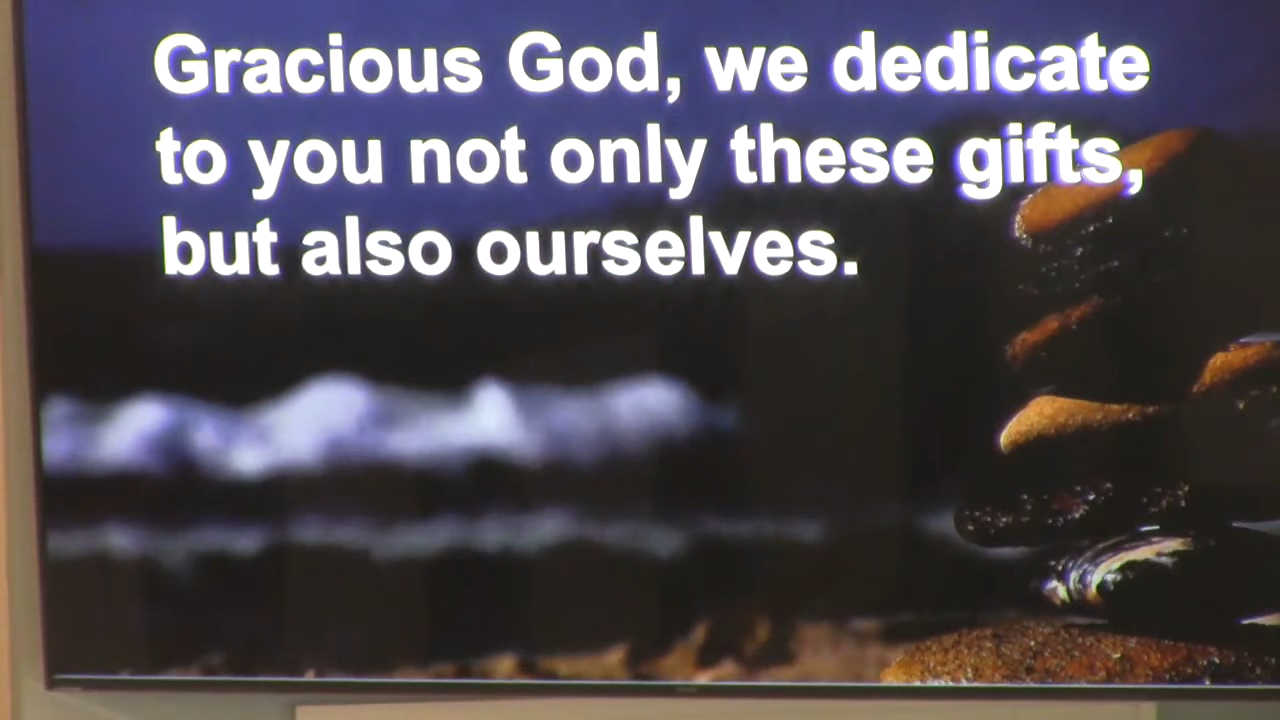 Gracious God, we dedicate
to you not only these gifts,
but also ourselves.